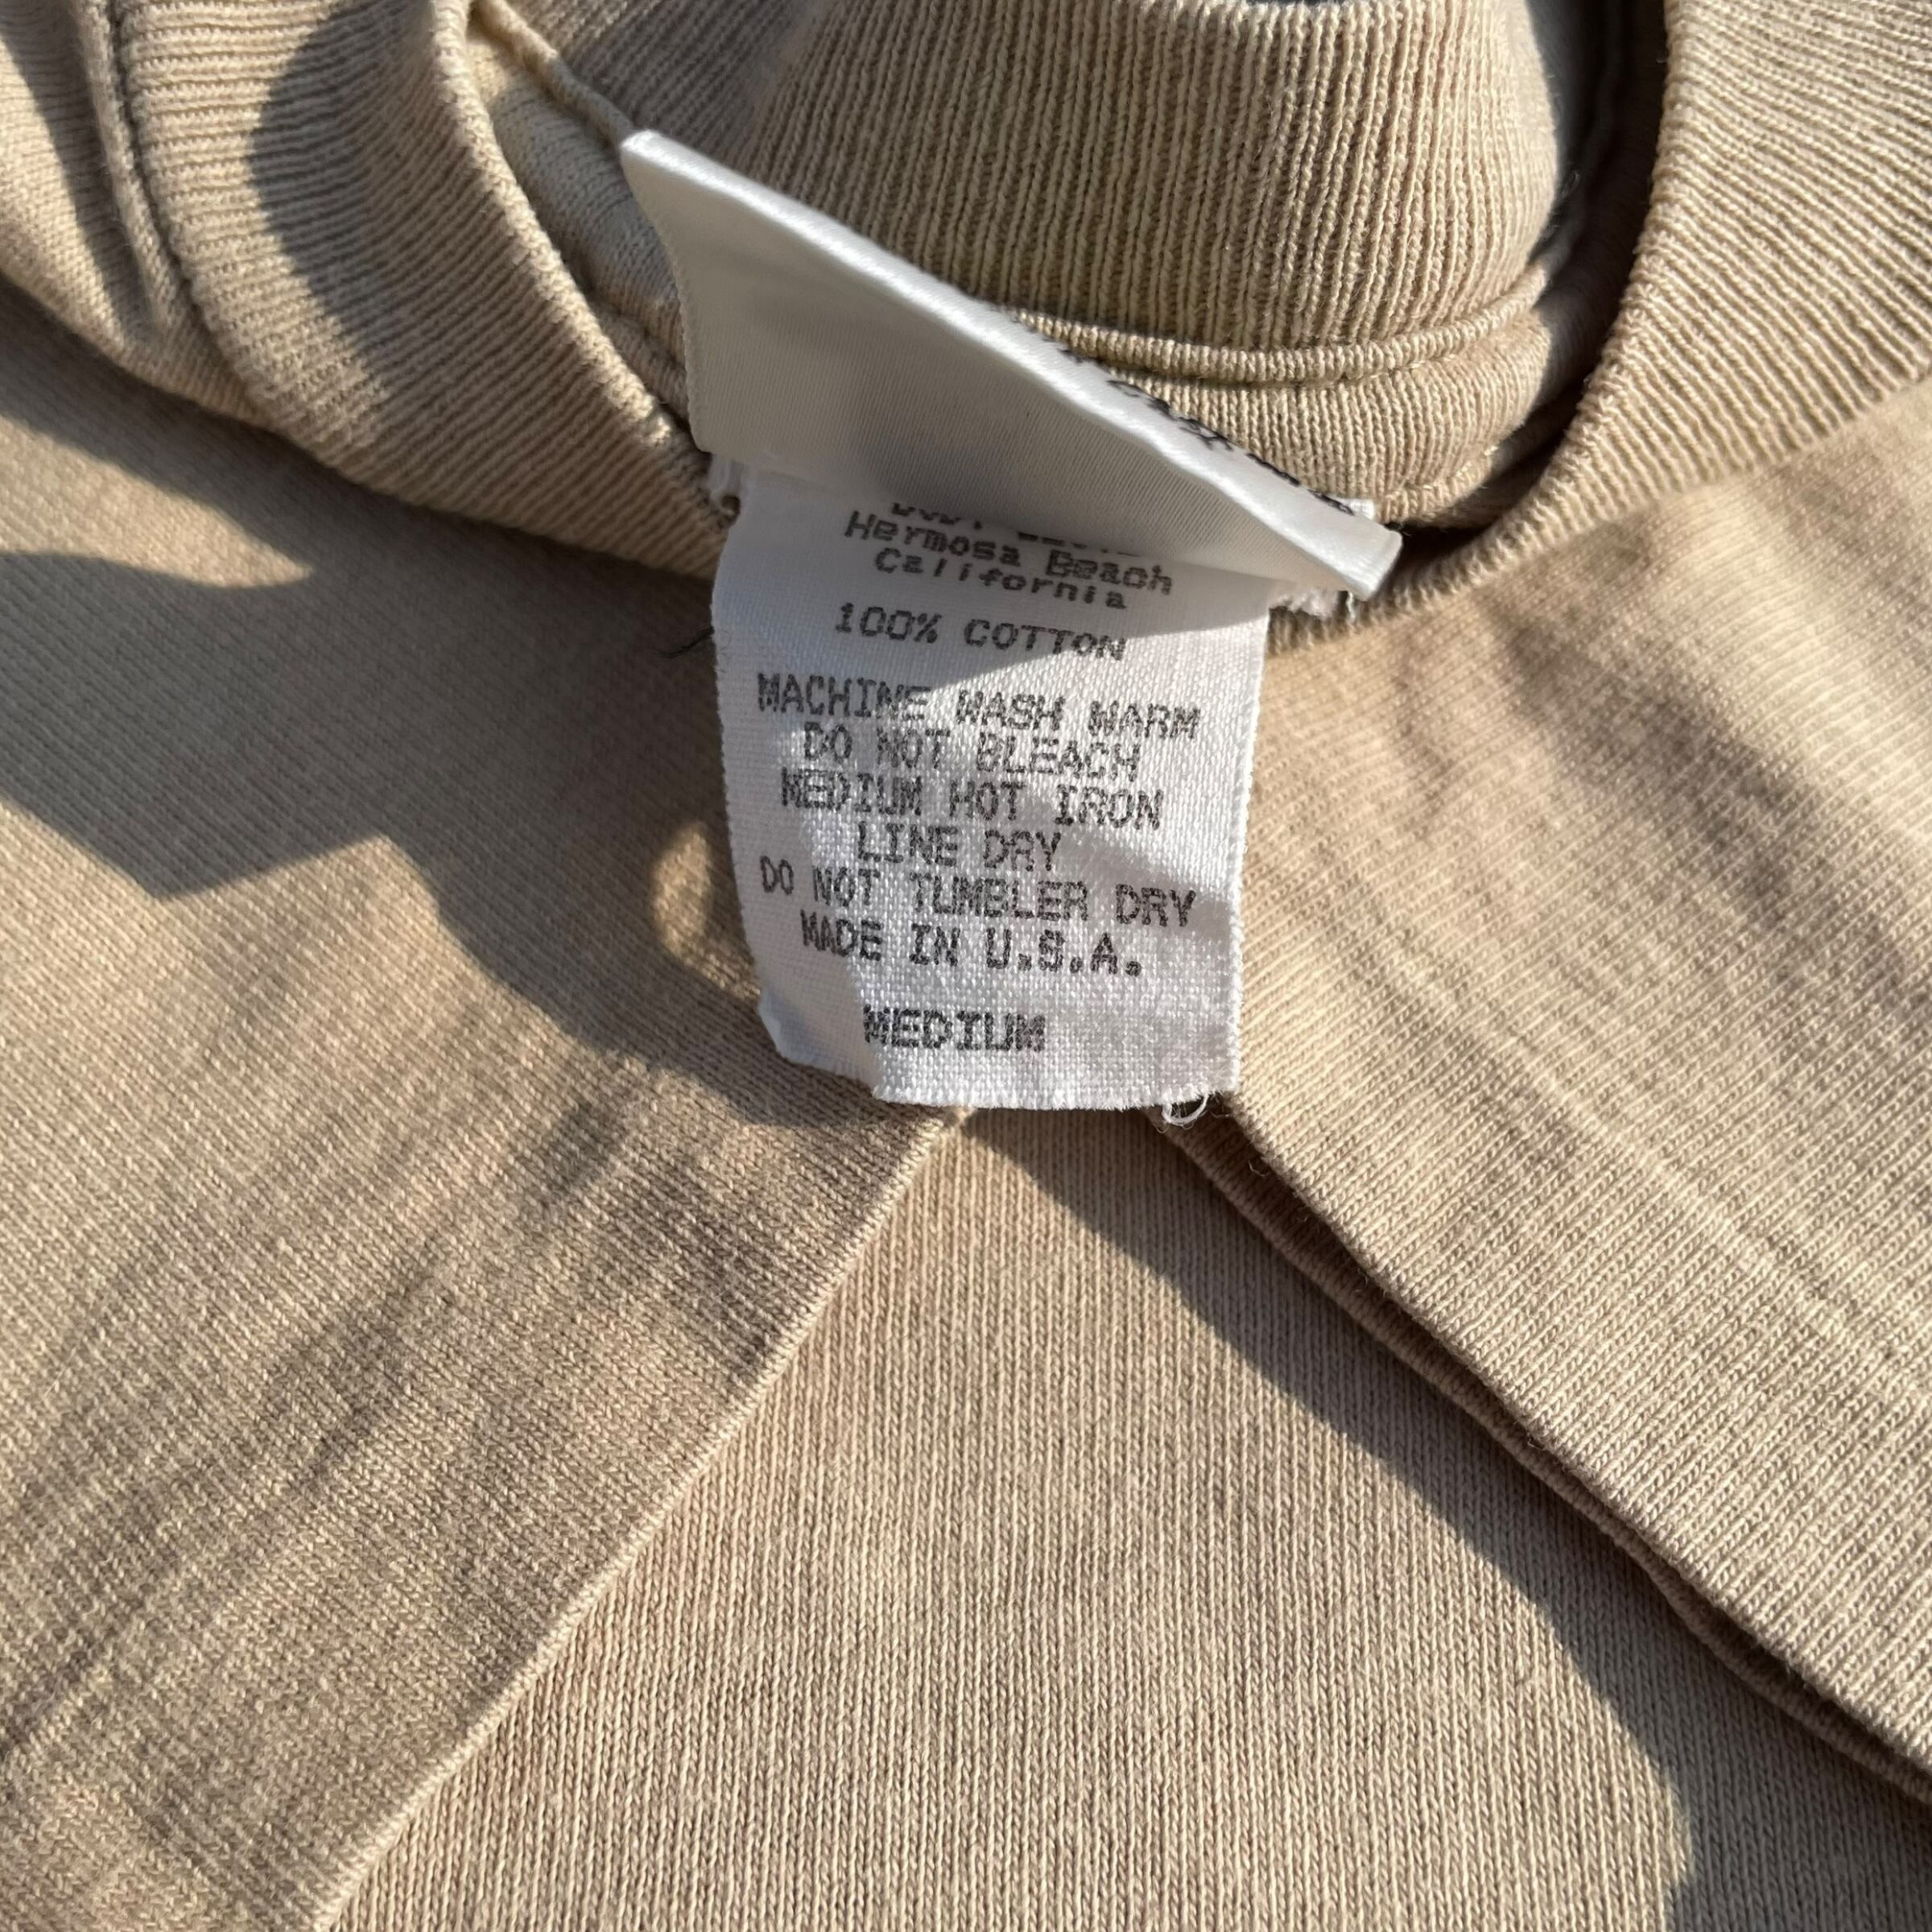 Hermosa Beach
California
100% COTTON
MACHINE WASH WARM
DO NOT BLEACH
MEDIUM HOT IRON
LINE DRY
DO NOT TUMBLER DRY
MADE IN U.S.A.
MEDIUM